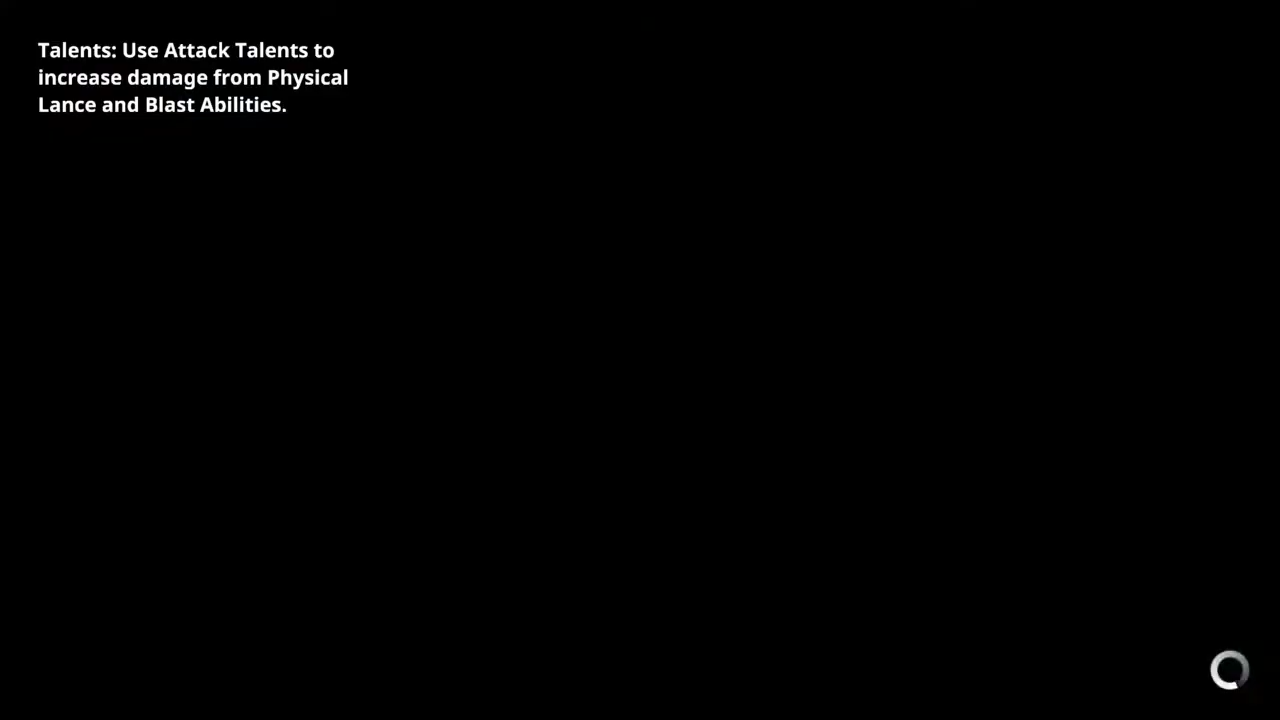 Talents: Use Attack Talents to
increase damage from Physical
Lance and Blast Abilities.